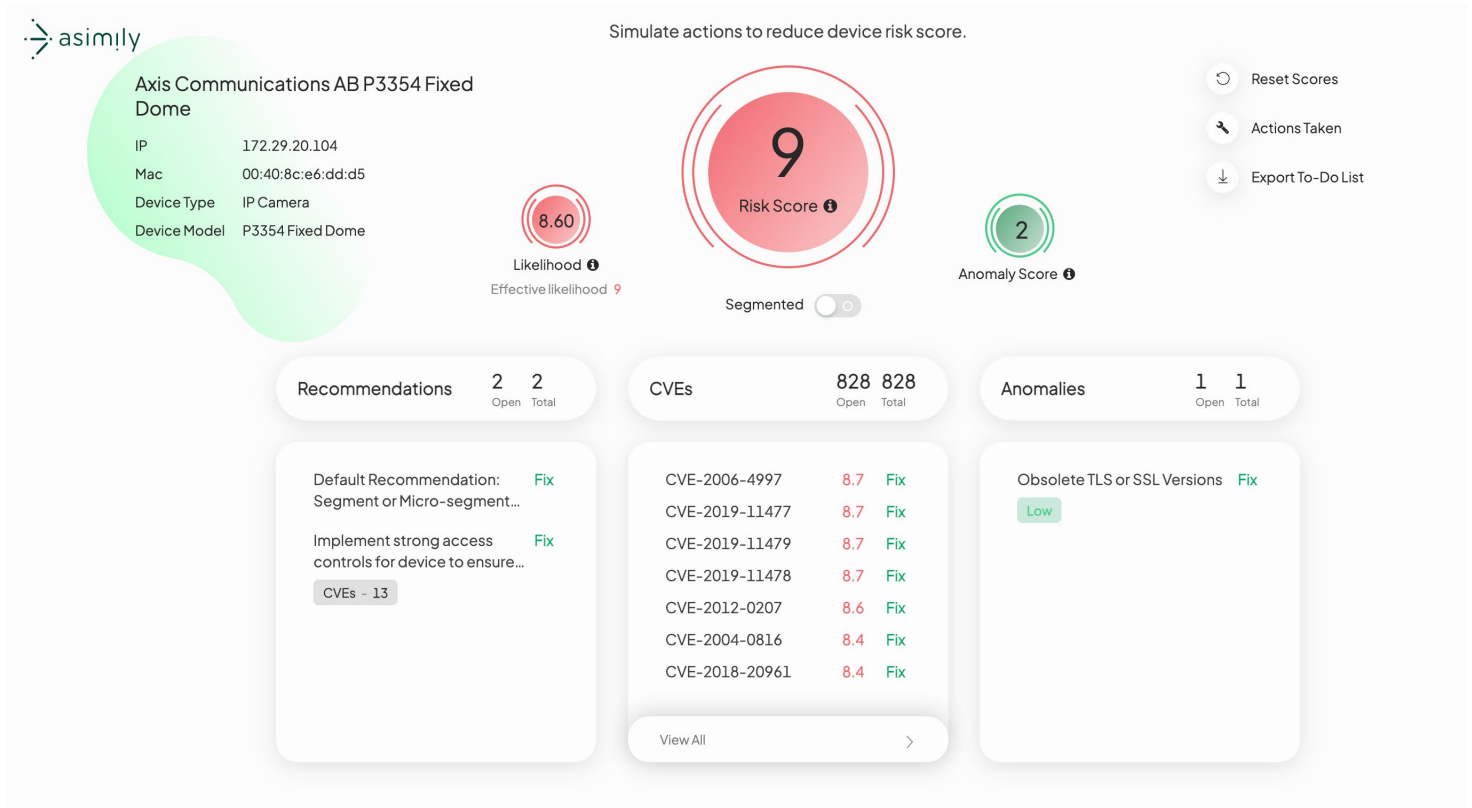 asimily
Simulate actions to reduce device risk score.
Axis Communications AB P3354 Fixed
Dome
IP 172.29.20.104
Mac 00:40:8c:e6:dd:d5
Device Type IP Camera
Device Model P3354 Fixed Dome
8.60
Likelihood
Effective likelihood 9
9
Risk Score
Segmented
2
Anomaly Score
Reset Scores
Actions Taken
Export To-Do List
Recommendations 2 Open 2 Total
Default Recommendation: Fix
Segment or Micro-segment...
Implement strong access Fix
controls for device to ensure...
CVEs - 13
CVEs 828 Open 828 Total
CVE-2006-4997 8.7 Fix
CVE-2019-11477 8.7 Fix
CVE-2019-11479 8.7 Fix
CVE-2019-11478 8.7 Fix
CVE-2012-0207 8.6 Fix
CVE-2004-0816 8.4 Fix
CVE-2018-20961 8.4 Fix
View All
Anomalies 1 Open 1 Total
Obsolete TLS or SSL Versions Fix
Low